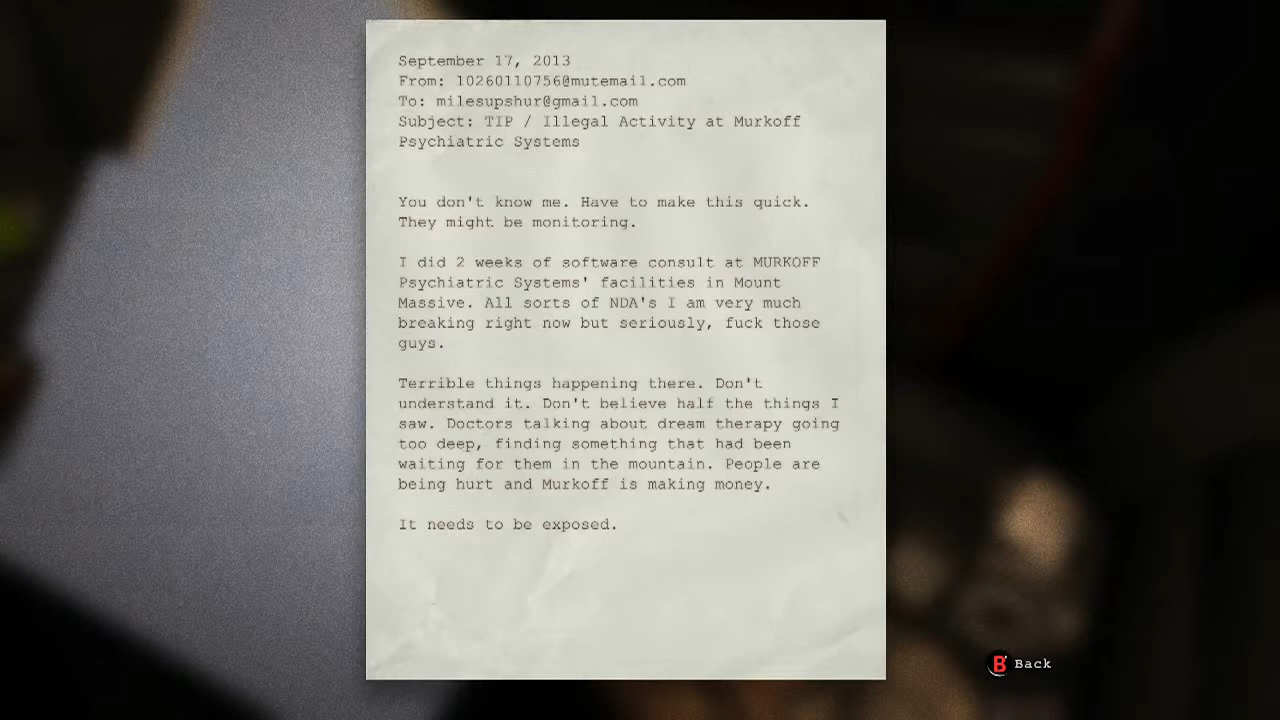 September 17, 2013
From: 10260110756@mutemail.com
To: milesupshur@gmail.com
Subject: TIP / Illegal Activity at Murkoff
Psychiatric Systems
You don't know me. Have to make this quick.
They might be monitoring.
I did 2 weeks of software consult at MURKOFF
Psychiatric Systems' facilities in Mount
Massive. All sorts of NDA's I am very much
breaking right now but seriously, fuck those
guys.
Terrible things happening there. Don't
understand it. Don't believe half the things I
saw. Doctors talking about dream therapy going
too deep, finding something that had been
waiting for them in the mountain. People are
being hurt and Murkoff is making money.
It needs to be exposed.
B Back